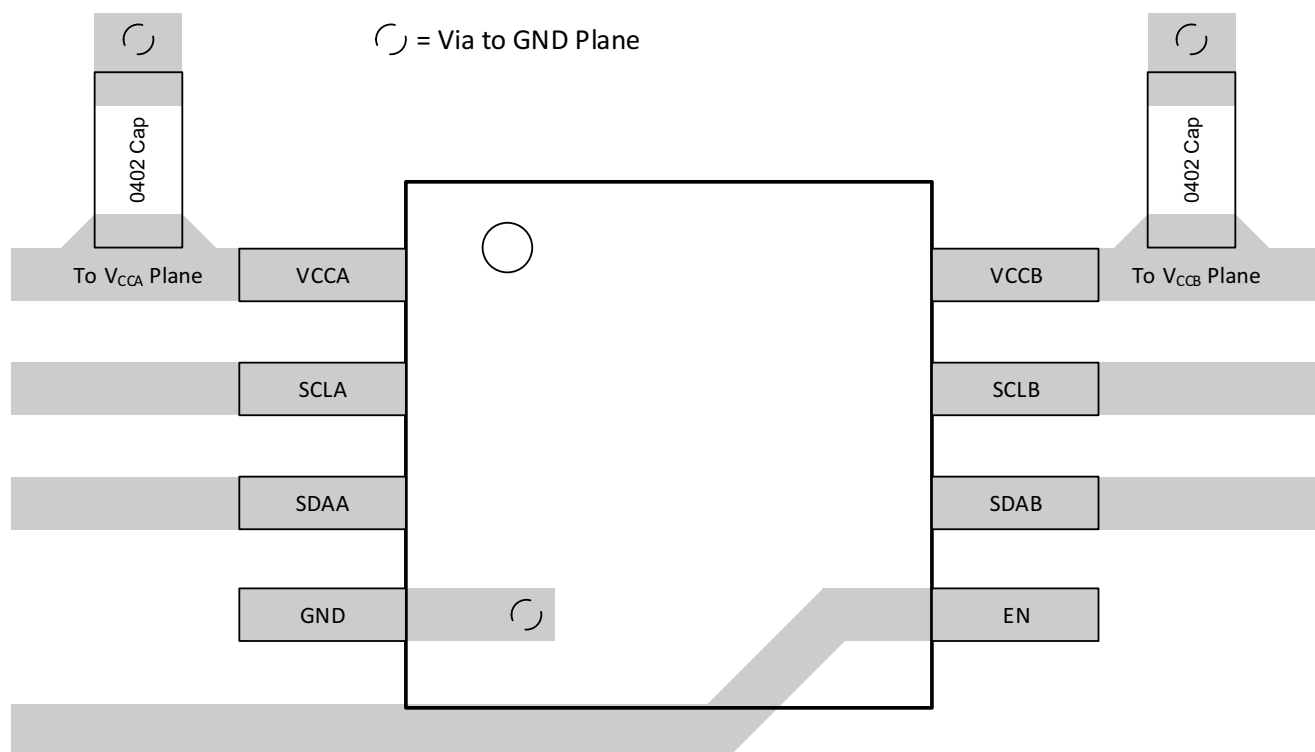 = Via to GND Plane
0402 Cap
0402 Cap
To VCCA Plane
VCCA
VCCB
To VCCB Plane
SCLA
SCLB
SDAA
SDAB
GND
EN